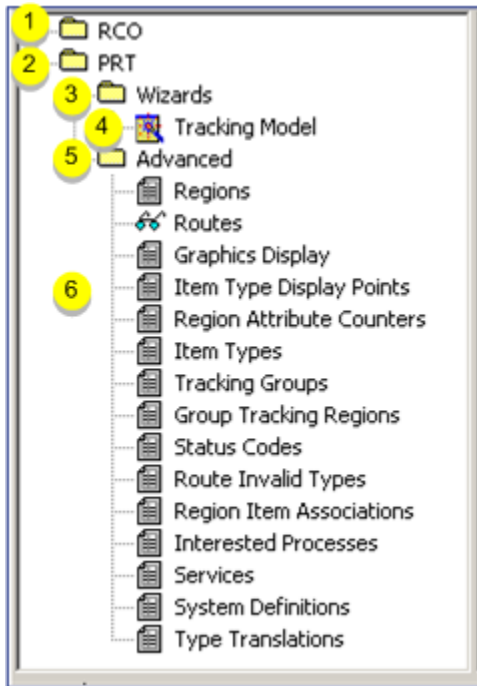 1 RCO
2 PRT
3 Wizards
4 Tracking Model
5 Advanced
Regions
Routes
Graphics Display
6 Item Type Display Points
Region Attribute Counters
Item Types
Tracking Groups
Group Tracking Regions
Status Codes
Route Invalid Types
Region Item Associations
Interested Processes
Services
System Definitions
Type Translations